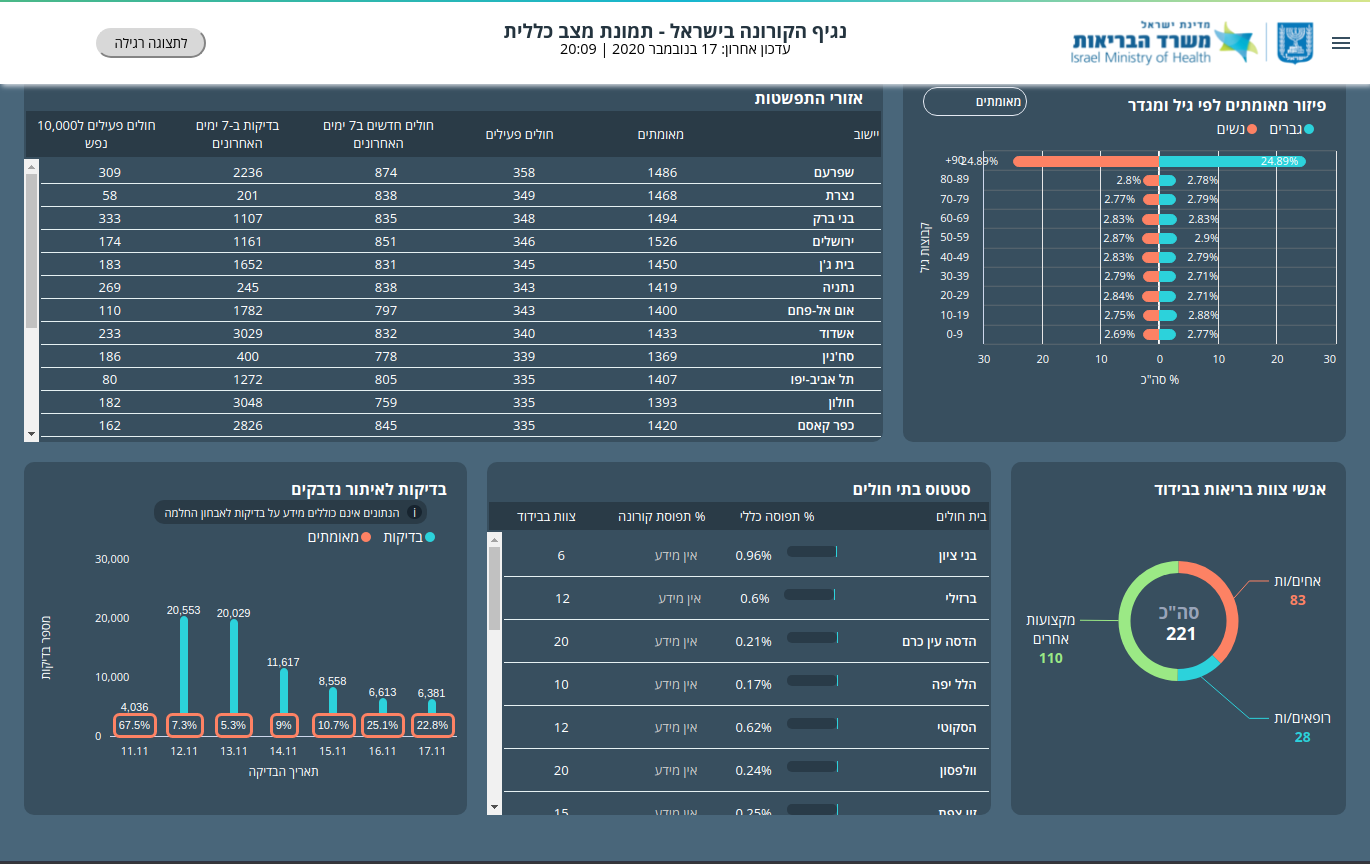 מדינת ישראל
משרד הבריאות
Israel Ministry of Health
נגיף הקורונה בישראל - תמונת מצב כללית
עדכון אחרון: 17 בנובמבר 2020 | 20:09
לתצוגה רגילה
פיזור מאומתים לפי גיל ומגדר
מאומתים
גברים נשים
90+ 24.89% 24.89%
80-89 2.8% 2.78%
70-79 2.77% 2.79%
60-69 2.83% 2.83%
50-59 2.87% 2.9%
40-49 2.83% 2.79%
30-39 2.79% 2.71%
20-29 2.84% 2.71%
10-19 2.75% 2.88%
0-9 2.69% 2.77%
קבוצות גיל
30 20 10 0 10 20 30
% סה"כ
אזורי התפשטות
יישוב מאומתים חולים פעילים חולים חדשים ב7 ימים האחרונים בדיקות ב-7 ימים האחרונים חולים פעילים ל10,000 נפש
שפרעם 1486 358 874 2236 309
נצרת 1468 349 838 201 58
בני ברק 1494 348 835 1107 333
ירושלים 1526 346 851 1161 174
בית ג'ן 1450 345 831 1652 183
נתניה 1419 343 838 245 269
אום אל-פחם 1400 343 797 1782 110
אשדוד 1433 340 832 3029 233
סח'נין 1369 339 778 400 186
תל אביב-יפו 1407 335 805 1272 80
חולון 1393 335 759 3048 182
כפר קאסם 1420 335 845 2826 162
אנשי צוות בריאות בבידוד
אחים/ות
83
סה"כ
221
מקצועות
אחרים
110
רופאים/ות
28
סטטוס בתי חולים
בית חולים % תפוסה כללי % תפוסת קורונה צוות בבידוד
בני ציון 0.96% אין מידע 6
ברזילי 0.6% אין מידע 12
הדסה עין כרם 0.21% אין מידע 20
הלל יפה 0.17% אין מידע 10
הסקוטי 0.62% אין מידע 12
וולפסון 0.24% אין מידע 20
זיו צפת 0.25% אין מידע 15
בדיקות לאיתור נדבקים
i הנתונים אינם כוללים מידע על בדיקות לאבחון החלמה
בדיקות מאומתים
30,000
20,000
10,000
0
מספר בדיקות
4,036 20,553 20,029 11,617 8,558 6,613 6,381
67.5% 7.3% 5.3% 9% 10.7% 25.1% 22.8%
11.11 12.11 13.11 14.11 15.11 16.11 17.11
תאריך הבדיקה